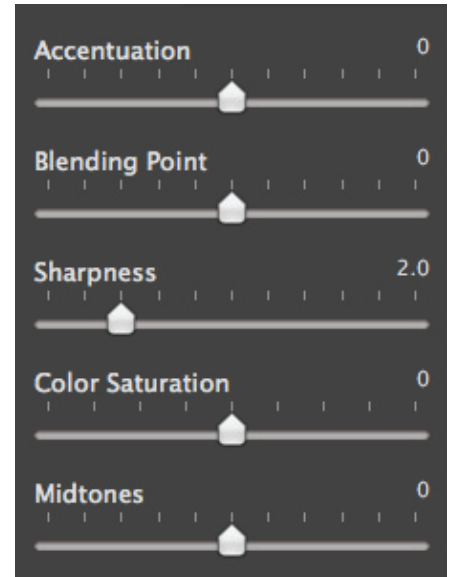 Accentuation 0
Blending Point 0
Sharpness 2.0
Color Saturation 0
Midtones 0